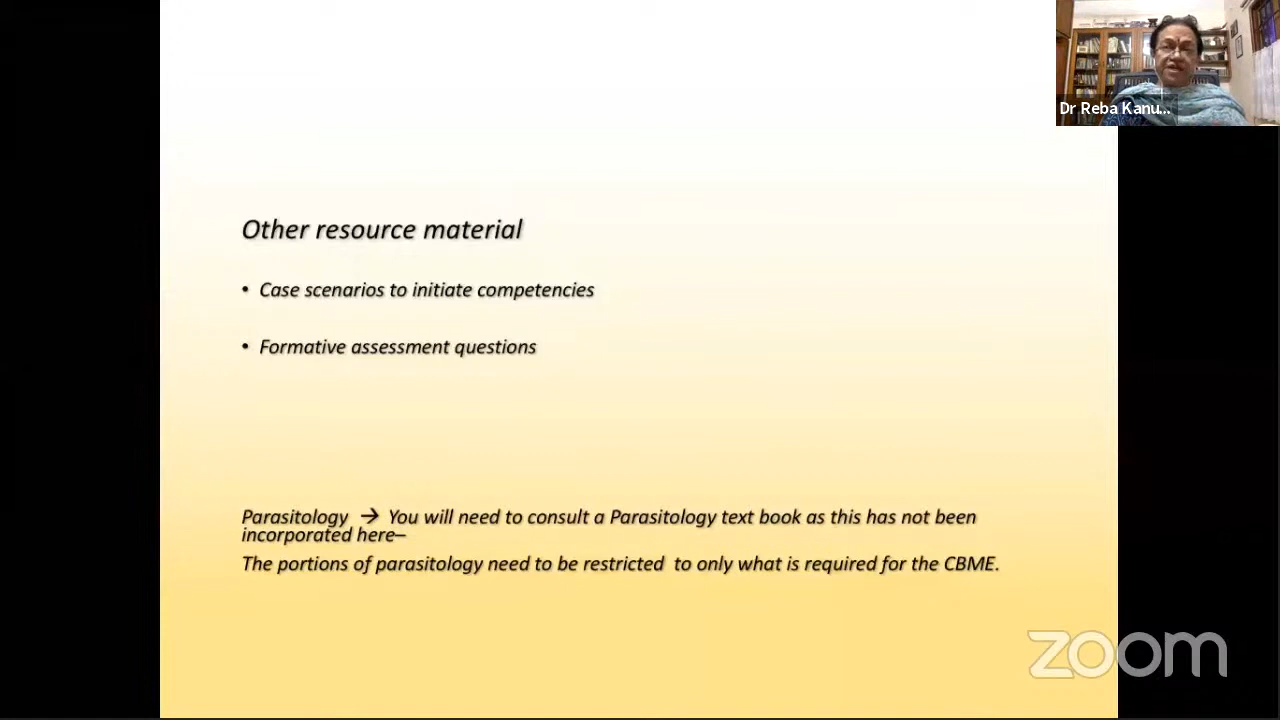 Dr Reba Kanu...
Other resource material
• Case scenarios to initiate competencies
• Formative assessment questions
Parasitology → You will need to consult a Parasitology text book as this has not been
incorporated here–
The portions of parasitology need to be restricted to only what is required for the CBME.
zoom